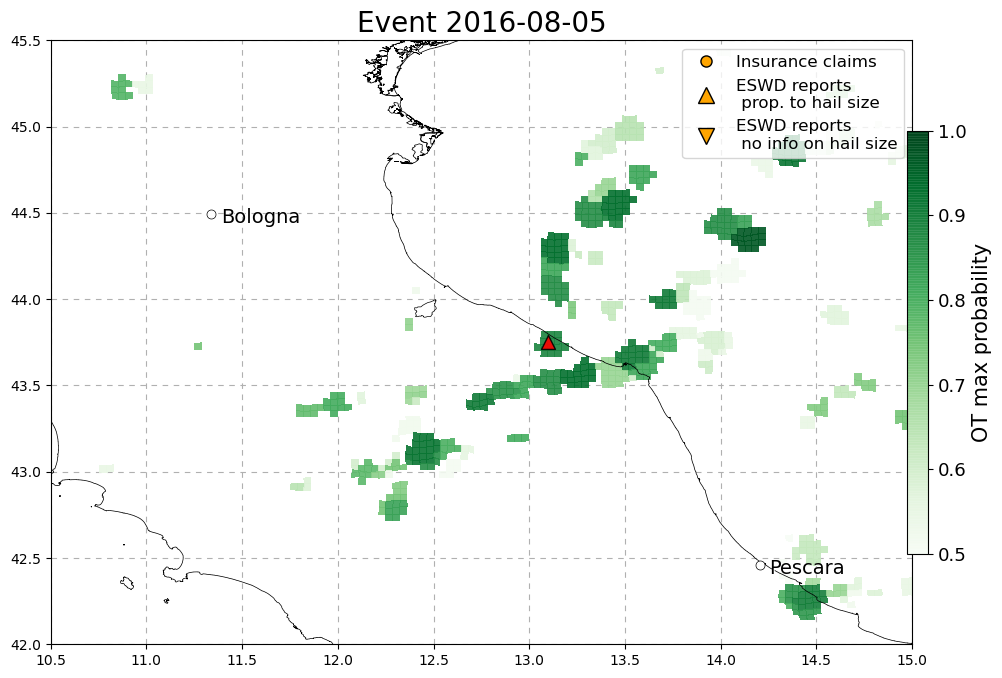 Event 2016-08-05
45.5
45.0
44.5
44.0
43.5
43.0
42.5
42.0
10.5 11.0 11.5 12.0 12.5 13.0 13.5 14.0 14.5 15.0
Insurance claims
ESWD reports
prop. to hail size
ESWD reports
no info on hail size
Bologna
Pescara
1.0
0.9
0.8
0.7
0.6
0.5
OT max probability